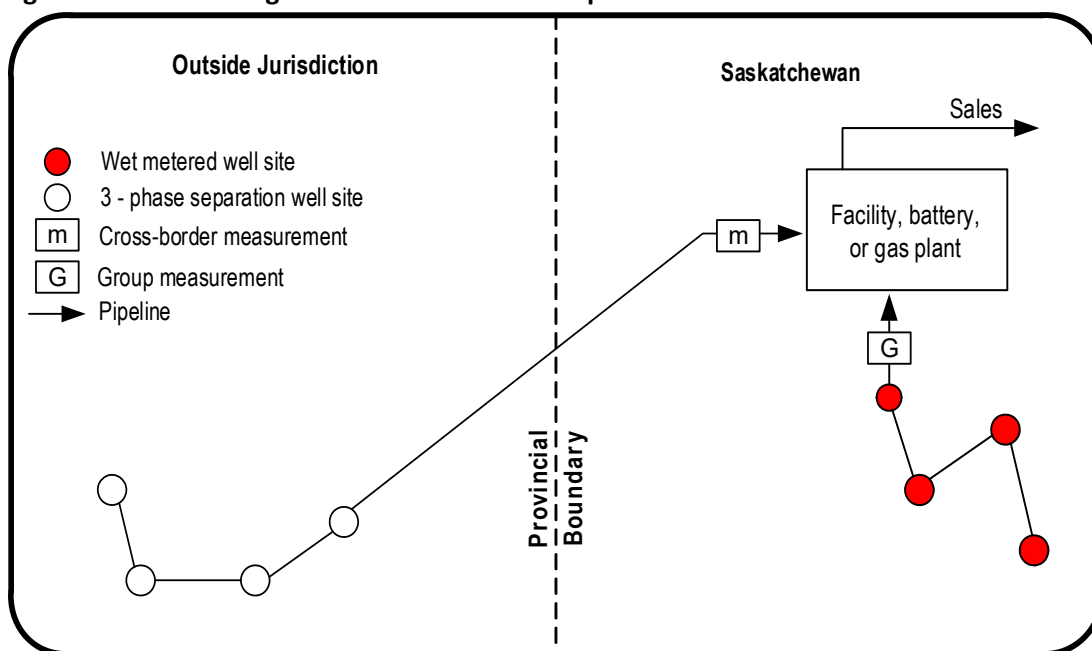 Outside Jurisdiction
Saskatchewan
Sales
Wet metered well site
3 - phase separation well site
m Cross-border measurement
G Group measurement
Pipeline
m
Facility, battery,
or gas plant
G
Provincial
Boundary